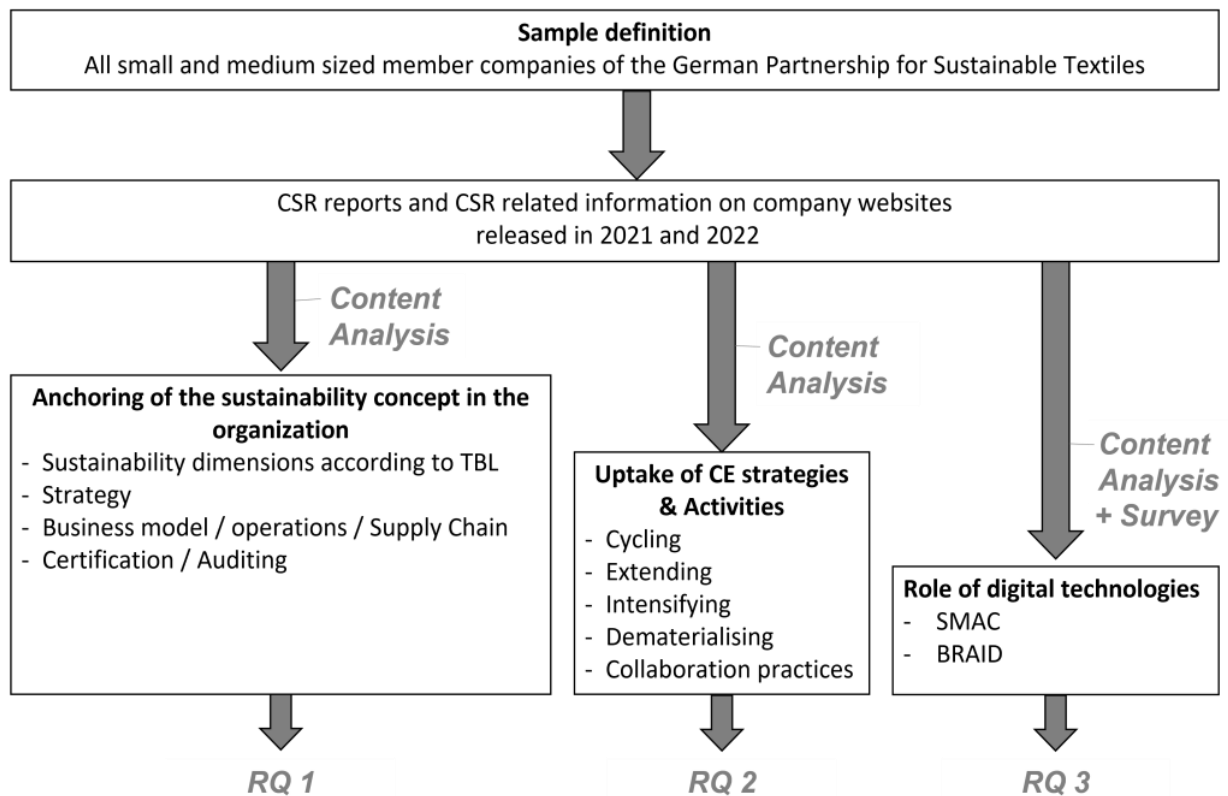 Sample definition
All small and medium sized member companies of the German Partnership for Sustainable Textiles
CSR reports and CSR related information on company websites
released in 2021 and 2022
Content
Analysis
Anchoring of the sustainability concept in the
organization
- Sustainability dimensions according to TBL
- Strategy
- Business model / operations / Supply Chain
- Certification / Auditing
RQ 1
Content
Analysis
Uptake of CE strategies
& Activities
- Cycling
- Extending
- Intensifying
- Dematerialising
- Collaboration practices
RQ 2
Content
Analysis
+ Survey
Role of digital technologies
- SMAC
- BRAID
RQ 3